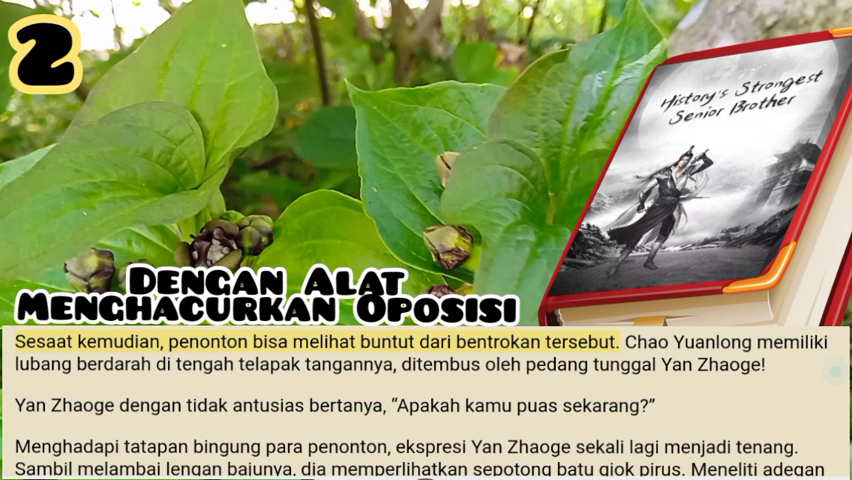 2
History's Strongest
Senior Brother
Dengan Alat
Menghacurkan Oposisi
Sesaat kemudian, penonton bisa melihat buntut dari bentrokan tersebut. Chao Yuanlong memiliki
lubang berdarah di tengah telapak tangannya, ditembus oleh pedang tunggal Yan Zhaoge!
Yan Zhaoge dengan tidak antusias bertanya, “Apakah kamu puas sekarang?”
Menghadapi tatapan bingung para penonton, ekspresi Yan Zhaoge sekali lagi menjadi tenang.
Sambil melambai lengan bajunya, dia memperlihatkan sepotong batu giok pirus. Meneliti adegan